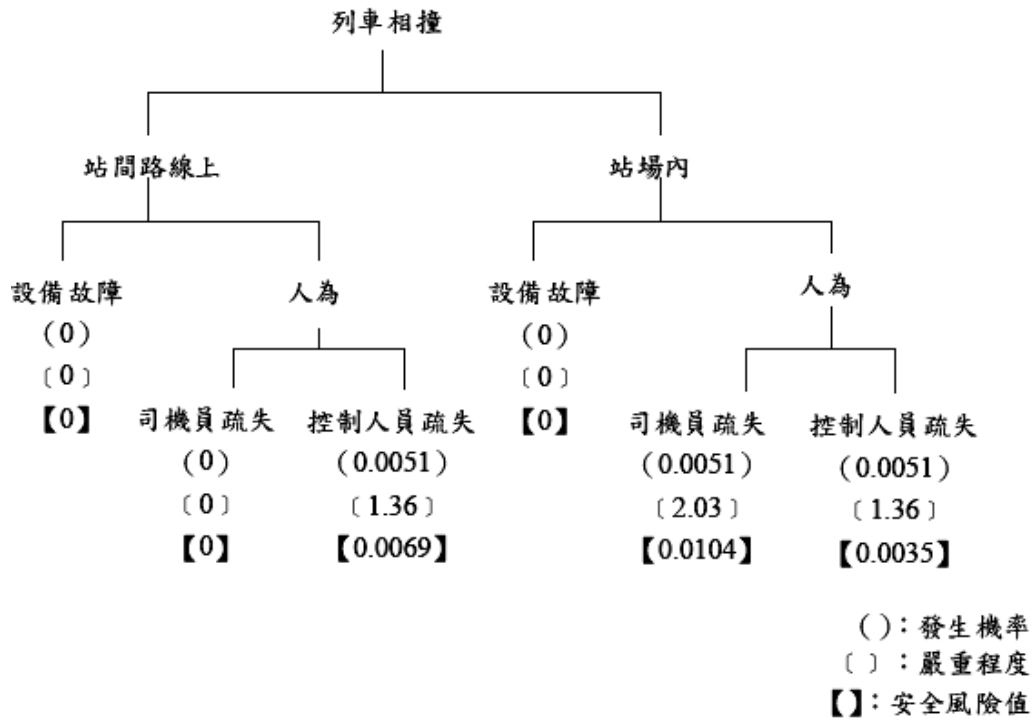 列車相撞
站間路線上 站場內
設備故障 人為 設備故障 人為
(0) (0)
〔0〕 〔0〕
【0】 【0】
司機員疏失 控制人員疏失 司機員疏失 控制人員疏失
(0) (0.0051) (0.0051) (0.0051)
〔0〕 〔1.36〕 〔2.03〕 〔1.36〕
【0】 【0.0069】 【0.0104】 【0.0035】
( ):發生機率
〔 〕:嚴重程度
【】:安全風險值